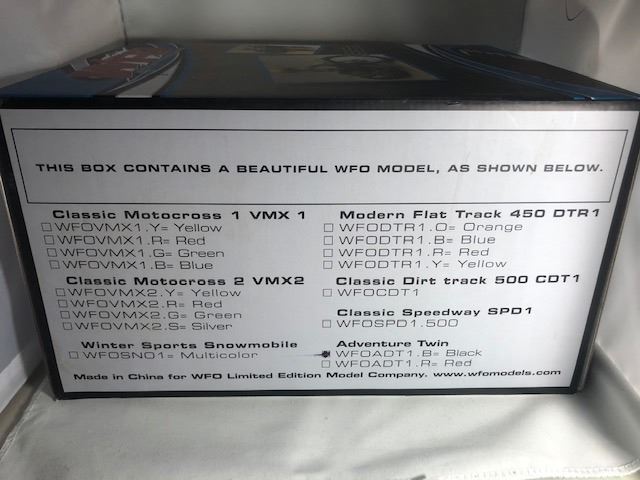 THIS BOX CONTAINS A BEAUTIFUL WFO MODEL, AS SHOWN BELOW.
Classic Motocross 1 VMX 1
WFOVMX1.Y= Yellow
WFOVMX1.R= Red
WFOVMX1.G= Green
WFOVMX1.B= Blue
Classic Motocross 2 VMX2
WFOVMX2.Y= Yellow
WFOVMX2.R= Red
WFOVMX2.G= Green
WFOVMX2.S= Silver
Winter Sports Snowmobile
WFOSNO1= Multicolor
Modern Flat Track 450 DTR1
WFODTR1.O= Orange
WFODTR1.B= Blue
WFODTR1.R= Red
WFODTR1.Y= Yellow
Classic Dirt track 500 CDT1
WFOCDT1
Classic Speedway SPD1
WFOSPD1.500
Adventure Twin
WFOADT1.B= Black
WFOADT1.R= Red
Made in China for WFO Limited Edition Model Company. www.wfomodels.com